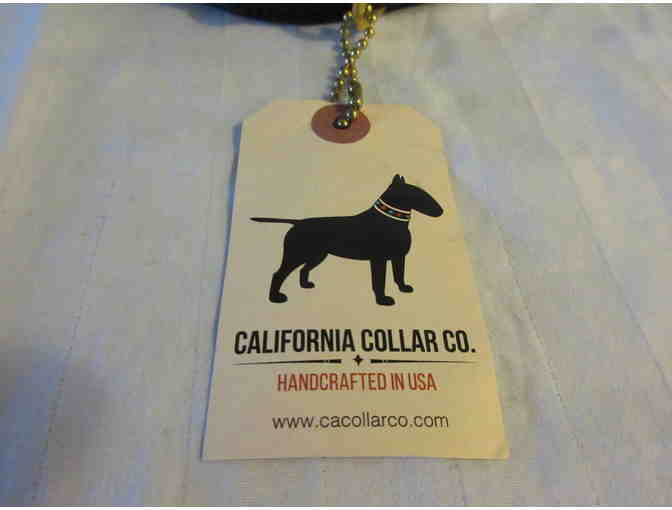 CALIFORNIA COLLAR CO.
HANDCRAFTED IN USA
www.cacollarco.com